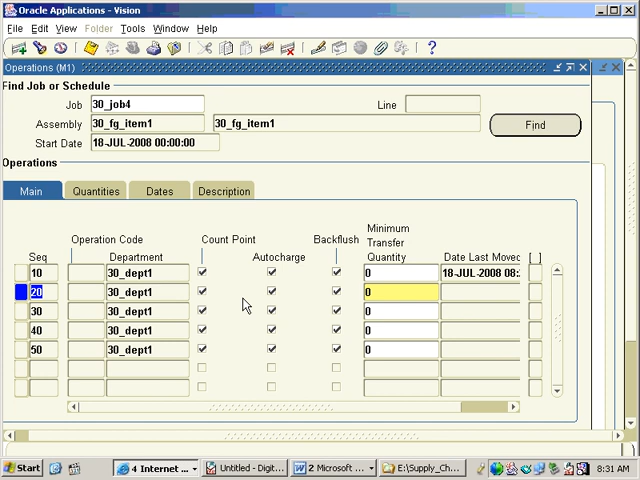 Oracle Applications - Vision
File Edit View Folder Tools Window Help
Operations (M1)
Find Job or Schedule
Job 30_job4 Line
Assembly 30_fg_item1 30_fg_item1
Start Date 18-JUL-2008 00:00:00
Find
Operations
Main Quantities Dates Description
Minimum
Operation Code Count Point Backflush Transfer
Seq Department Autocharge Quantity Date Last Moved [ ]
10 30_dept1 0 18-JUL-2008 08:
20 30_dept1 0
30 30_dept1 0
40 30_dept1 0
50 30_dept1 0
Start 4 Internet ... Untitled - Digit... 2 Microsoft ... E:\Supply_Ch... 8:31 AM